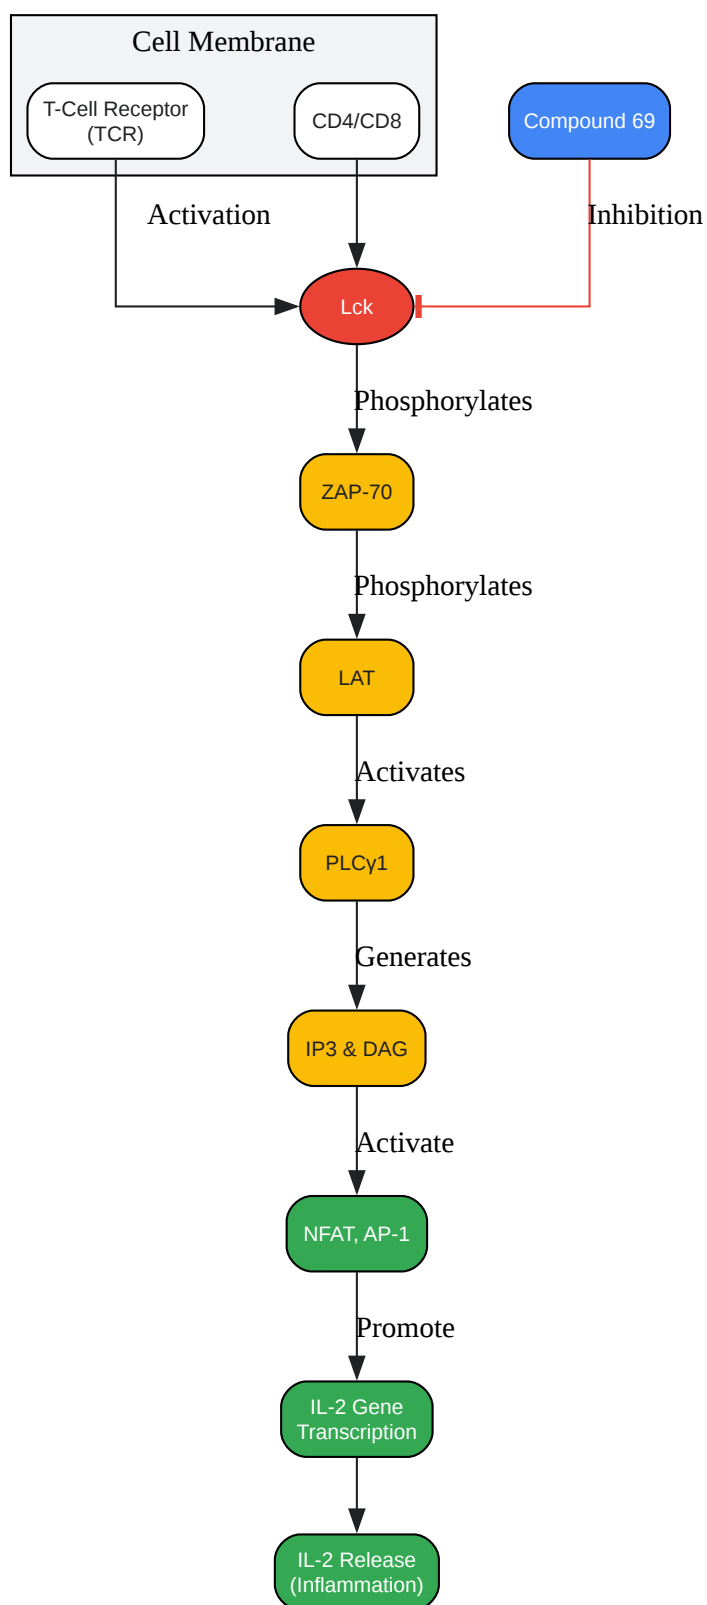 Cell Membrane
T-Cell Receptor
(TCR)
CD4/CD8
Compound 69
Activation
Inhibition
Lck
Phosphorylates
ZAP-70
Phosphorylates
LAT
Activates
PLCγ1
Generates
IP3 & DAG
Activate
NFAT, AP-1
Promote
IL-2 Gene
Transcription
IL-2 Release
(Inflammation)